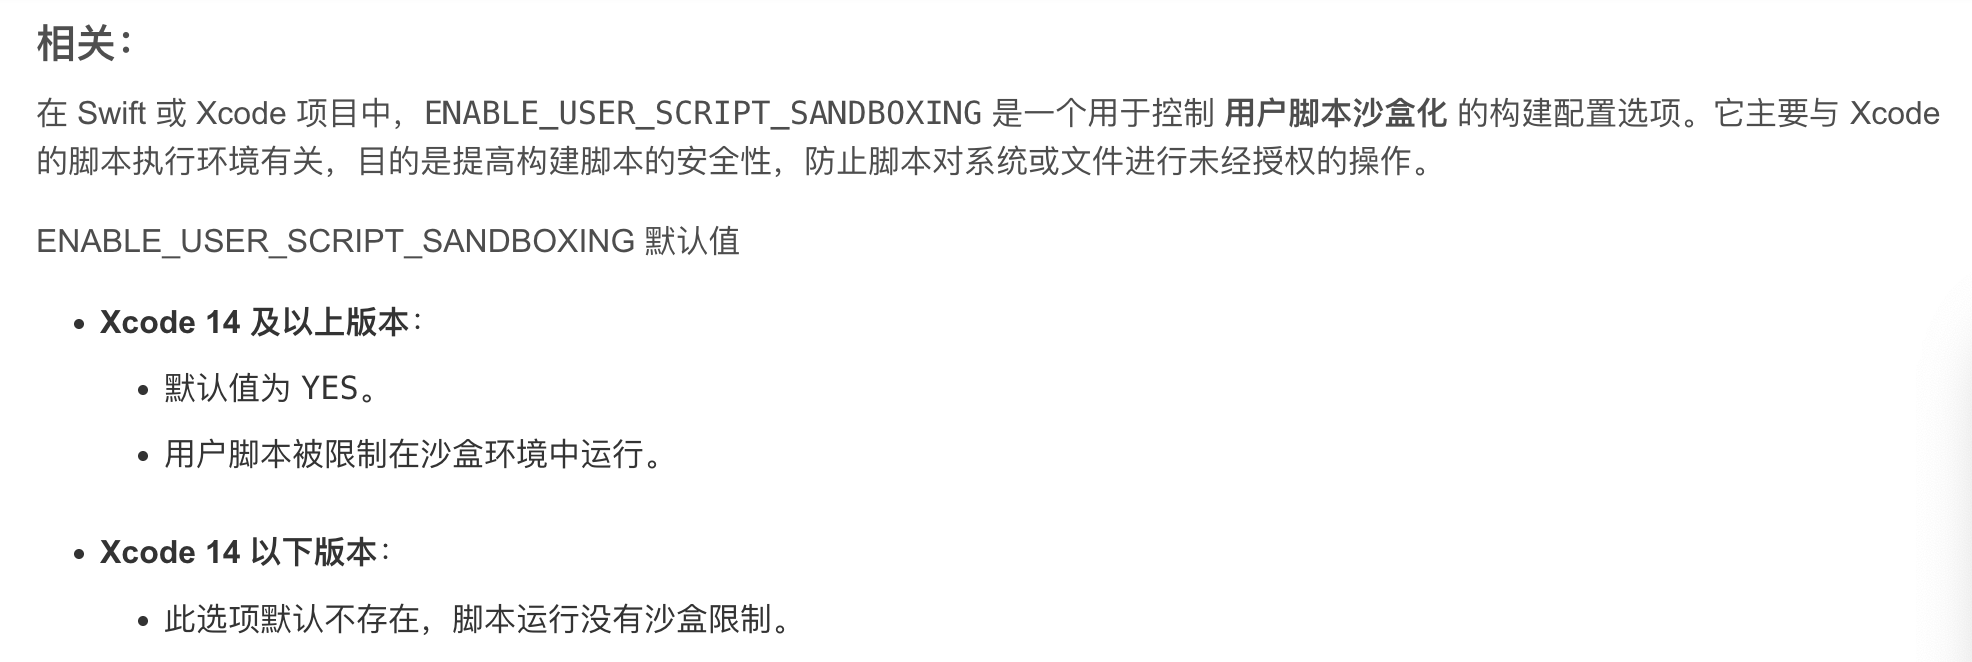 相关：
在 Swift 或 Xcode 项目中，ENABLE_USER_SCRIPT_SANDBOXING 是一个用于控制 用户脚本沙盒化 的构建配置选项。它主要与 Xcode
的脚本执行环境有关，目的是提高构建脚本的安全性，防止脚本对系统或文件进行未经授权的操作。
ENABLE_USER_SCRIPT_SANDBOXING 默认值
• Xcode 14 及以上版本：
• 默认值为 YES。
• 用户脚本被限制在沙盒环境中运行。
• Xcode 14 以下版本：
• 此选项默认不存在，脚本运行没有沙盒限制。